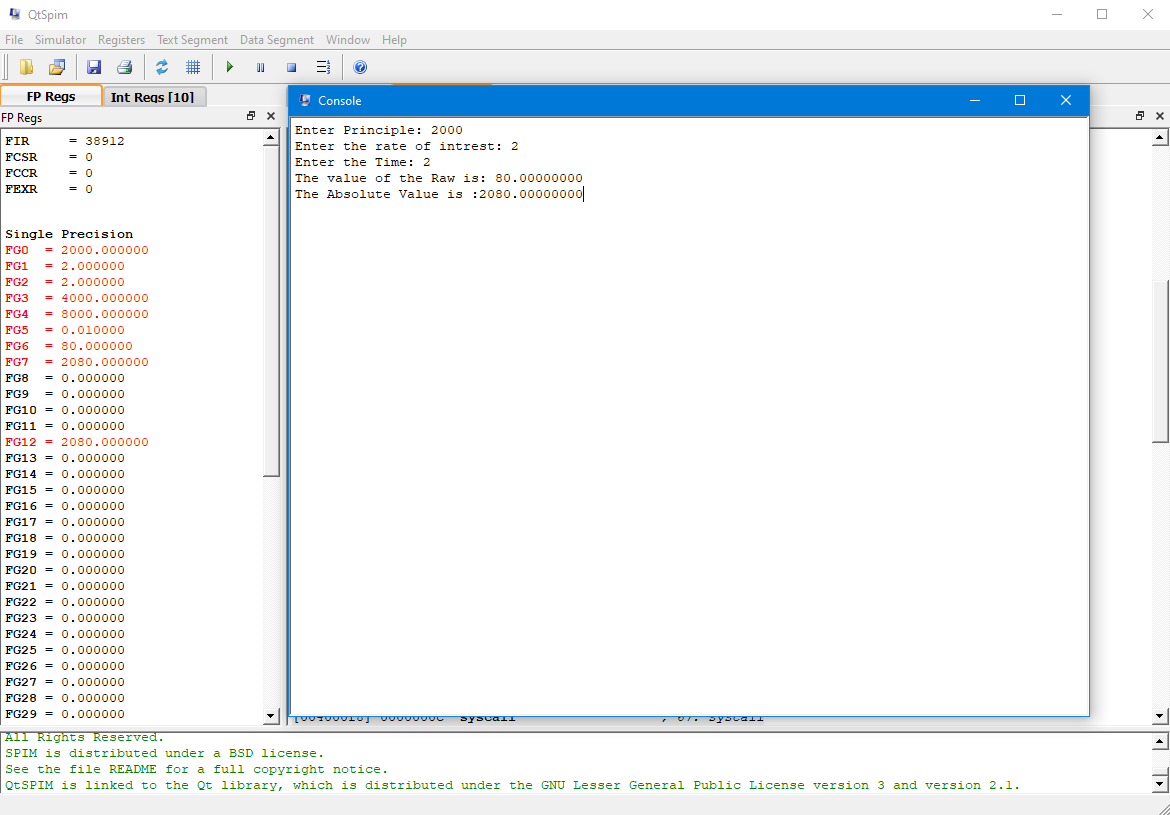 QtSpim
File Simulator Registers Text Segment Data Segment Window Help
FP Regs Int Regs [10]
FP Regs
FIR = 38912
FCSR = 0
FCCR = 0
FEXR = 0
Single Precision
FG0 = 2000.000000
FG1 = 2.000000
FG2 = 2.000000
FG3 = 4000.000000
FG4 = 8000.000000
FG5 = 0.010000
FG6 = 80.000000
FG7 = 2080.000000
FG8 = 0.000000
FG9 = 0.000000
FG10 = 0.000000
FG11 = 0.000000
FG12 = 2080.000000
FG13 = 0.000000
FG14 = 0.000000
FG15 = 0.000000
FG16 = 0.000000
FG17 = 0.000000
FG18 = 0.000000
FG19 = 0.000000
FG20 = 0.000000
FG21 = 0.000000
FG22 = 0.000000
FG23 = 0.000000
FG24 = 0.000000
FG25 = 0.000000
FG26 = 0.000000
FG27 = 0.000000
FG28 = 0.000000
FG29 = 0.000000
Console
Enter Principle: 2000
Enter the rate of intrest: 2
Enter the Time: 2
The value of the Raw is: 80.00000000
The Absolute Value is :2080.00000000
syscall syscall
All Rights Reserved.
SPIM is distributed under a BSD license.
See the file README for a full copyright notice.
QtSPIM is linked to the Qt library, which is distributed under the GNU Lesser General Public License version 3 and version 2.1.